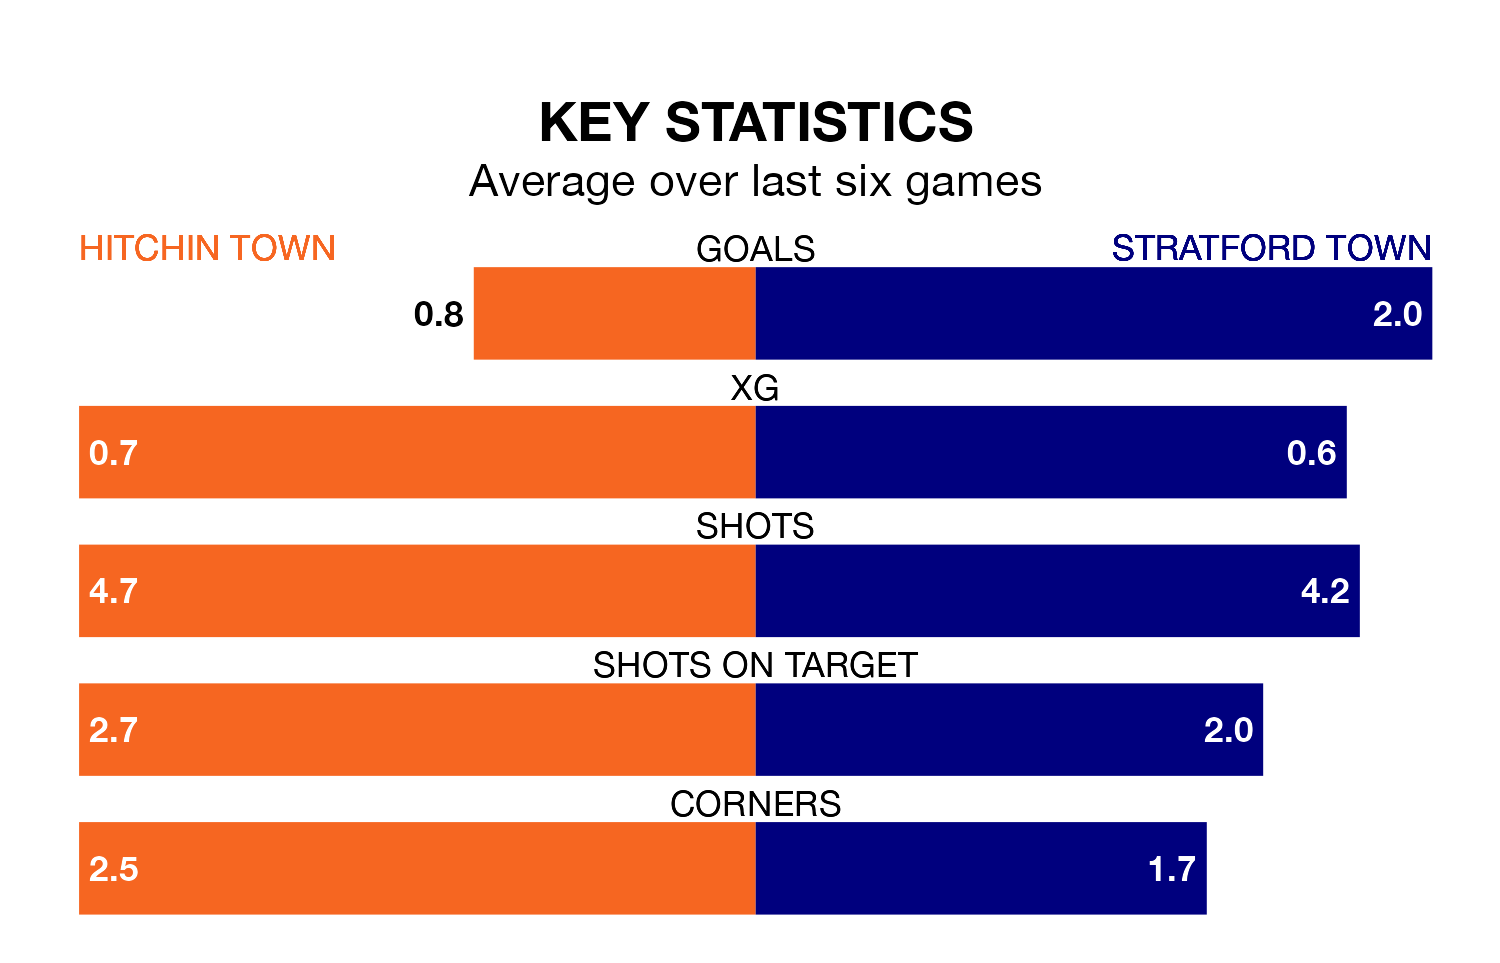 KEY STATISTICS
Average over last six games
HITCHIN TOWN GOALS STRATFORD TOWN
0.8 2.0
XG
0.7 0.6
SHOTS
4.7 4.2
SHOTS ON TARGET
2.7 2.0
CORNERS
2.5 1.7